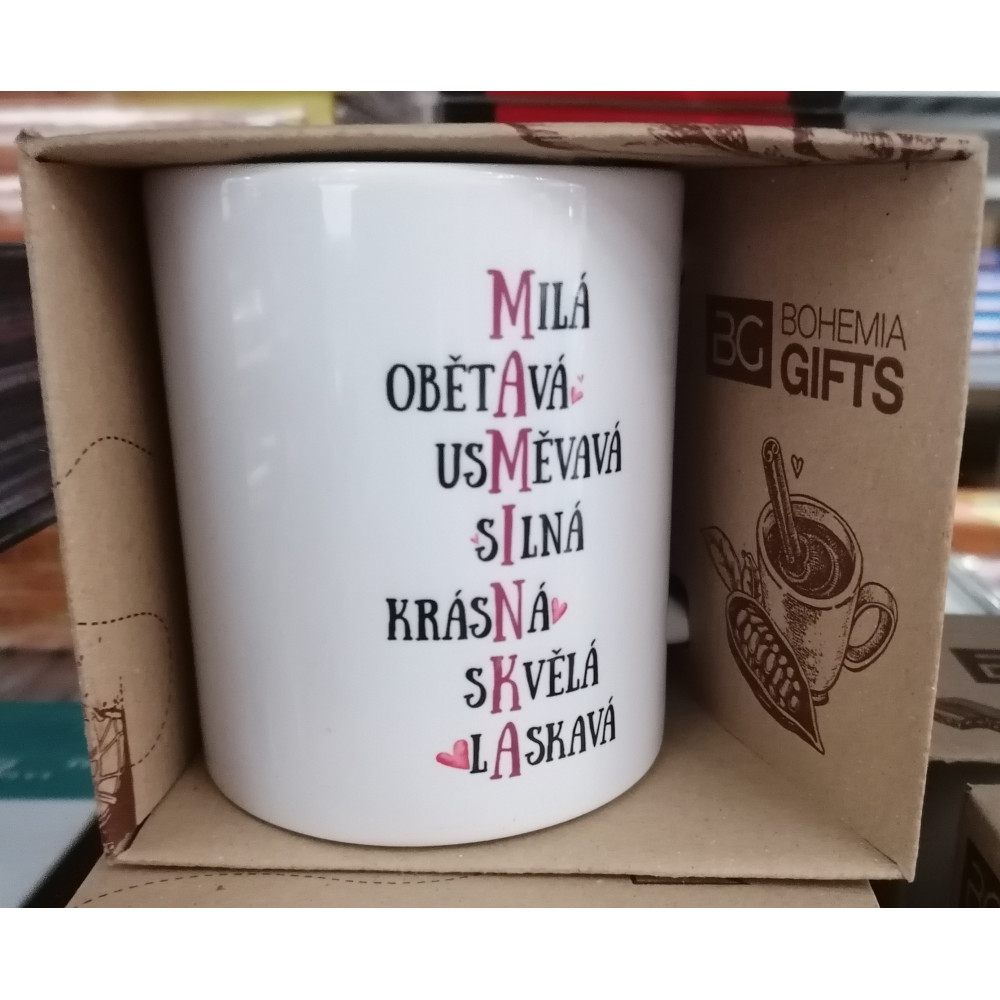 MILÁ
OBĚTAVÁ
USMĚVAVÁ
SILNÁ
KRÁSNÁ
SKVĚLÁ
LASKAVÁ
BG BOHEMIA
GIFTS